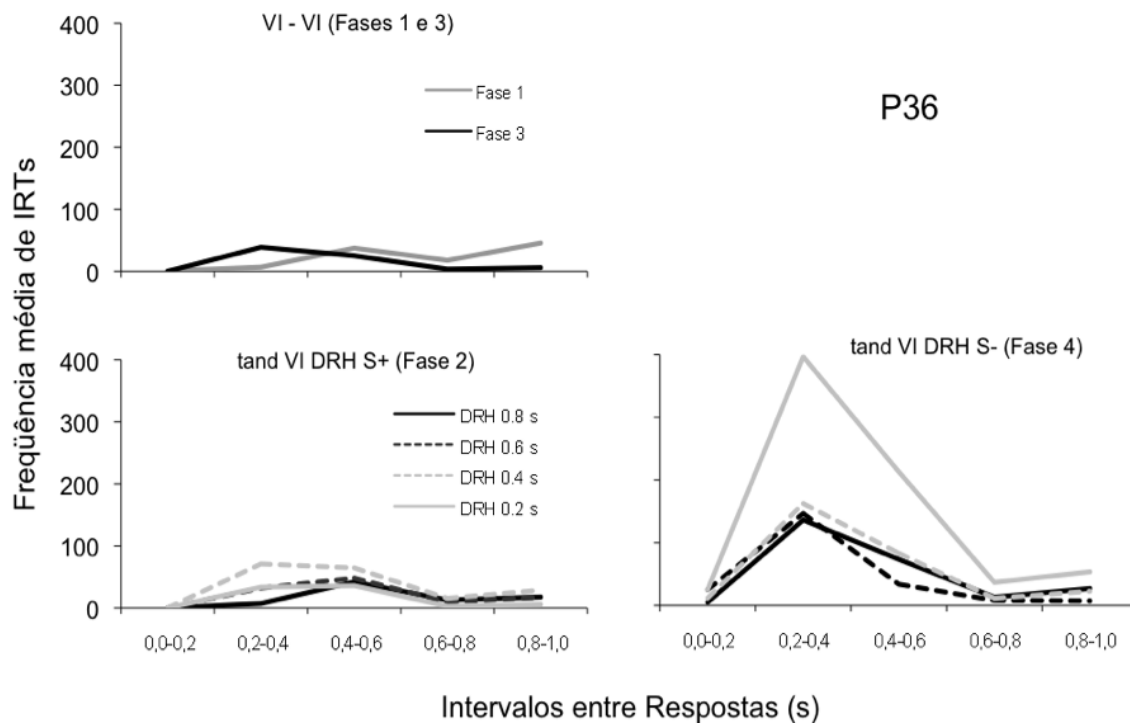 VI - VI (Fases 1 e 3)
400
300
200
100
0
Fase 1
Fase 3
P36
Freqüência média de IRTs
tand VI DRH S+ (Fase 2)
400
300
200
100
0
DRH 0.8 s
DRH 0.6 s
DRH 0.4 s
DRH 0.2 s
0,0-0,2 0,2-0,4 0,4-0,6 0,6-0,8 0,8-1,0
tand VI DRH S- (Fase 4)
0,0-0,2 0,2-0,4 0,4-0,6 0,6-0,8 0,8-1,0
Intervalos entre Respostas (s)